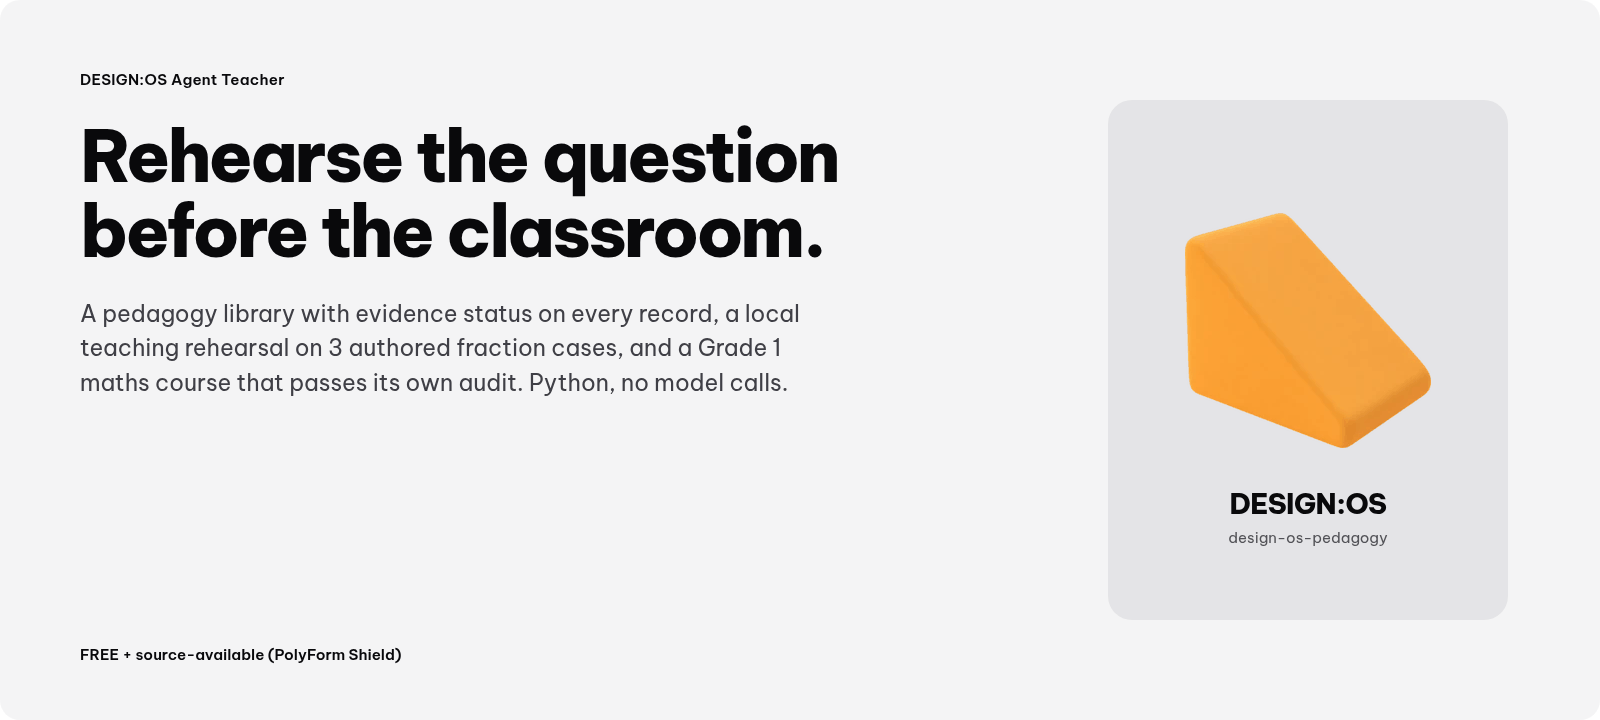 DESIGN:OS Agent Teacher
Rehearse the question
before the classroom.
A pedagogy library with evidence status on every record, a local
teaching rehearsal on 3 authored fraction cases, and a Grade 1
maths course that passes its own audit. Python, no model calls.
DESIGN:OS
design-os-pedagogy
FREE + source-available (PolyForm Shield)